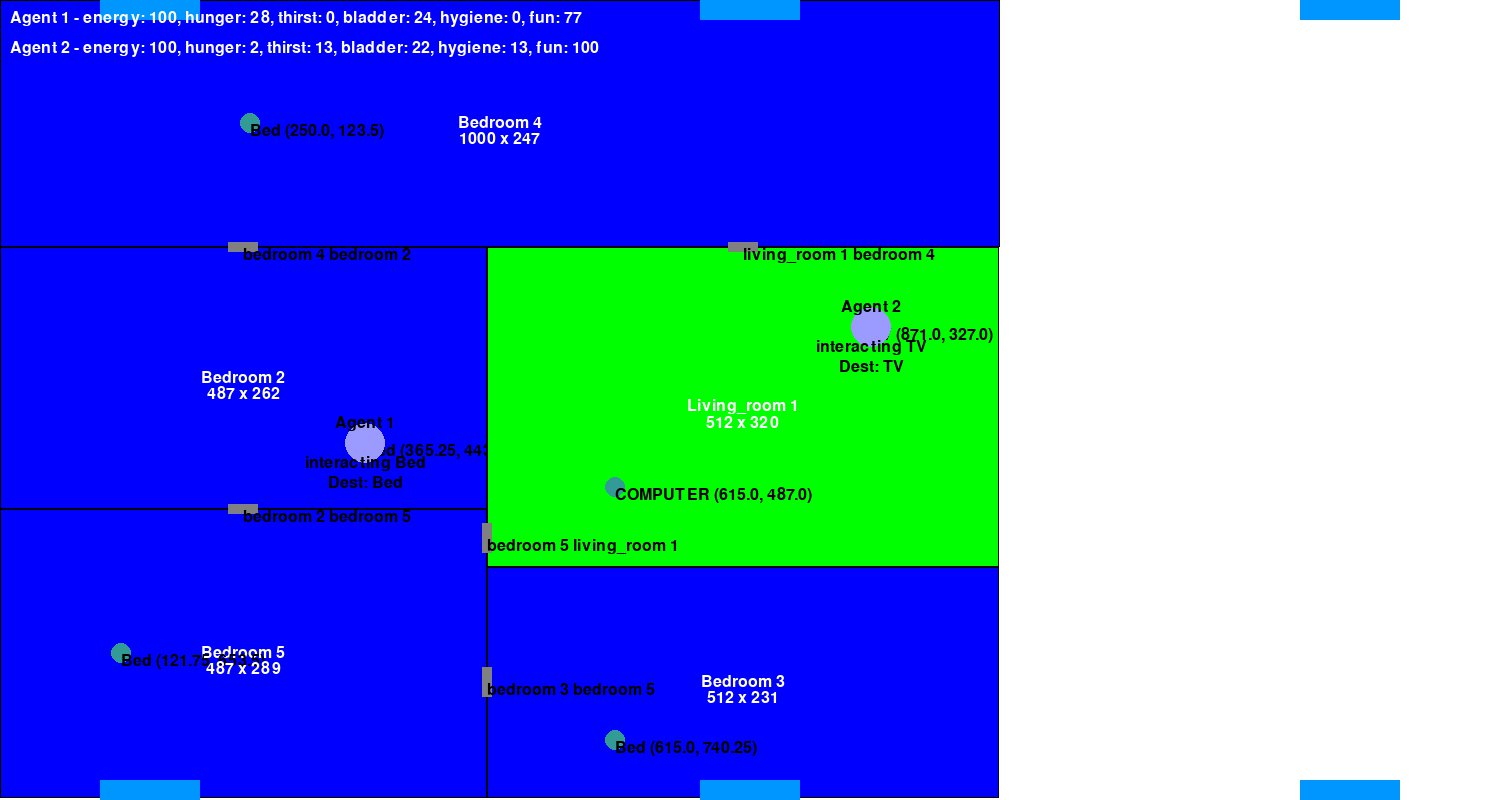 Agent 1 - energy: 100, hunger: 28, thirst: 0, bladder: 24, hygiene: 0, fun: 77
Agent 2 - energy: 100, hunger: 2, thirst: 13, bladder: 22, hygiene: 13, fun: 100
Bed (250.0, 123.5)
Bedroom 4
1000 x 247
bedroom 4 bedroom 2
living_room 1 bedroom 4
Agent 2
(871.0, 327.0)
interacting TV
Dest: TV
Bedroom 2
487 x 262
Living_room 1
512 x 320
Agent 1
(365.25, 443
interacting Bed
Dest: Bed
COMPUTER (615.0, 487.0)
bedroom 2 bedroom 5
bedroom 5 living_room 1
Bed (121.75,
Bedroom 5
487 x 289
bedroom 3 bedroom 5
Bedroom 3
512 x 231
Bed (615.0, 740.25)